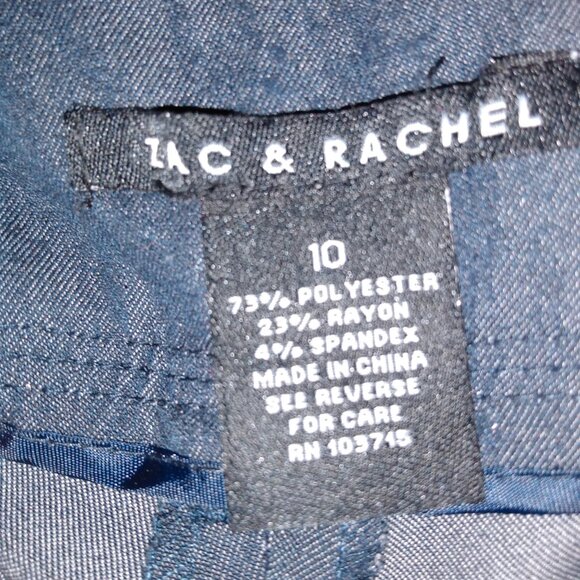 ZAC & RACHEL
10
73% POLYESTER
23% RAYON
4% SPANDEX
MADE IN CHINA
SEE REVERSE
FOR CARE
RN 103715